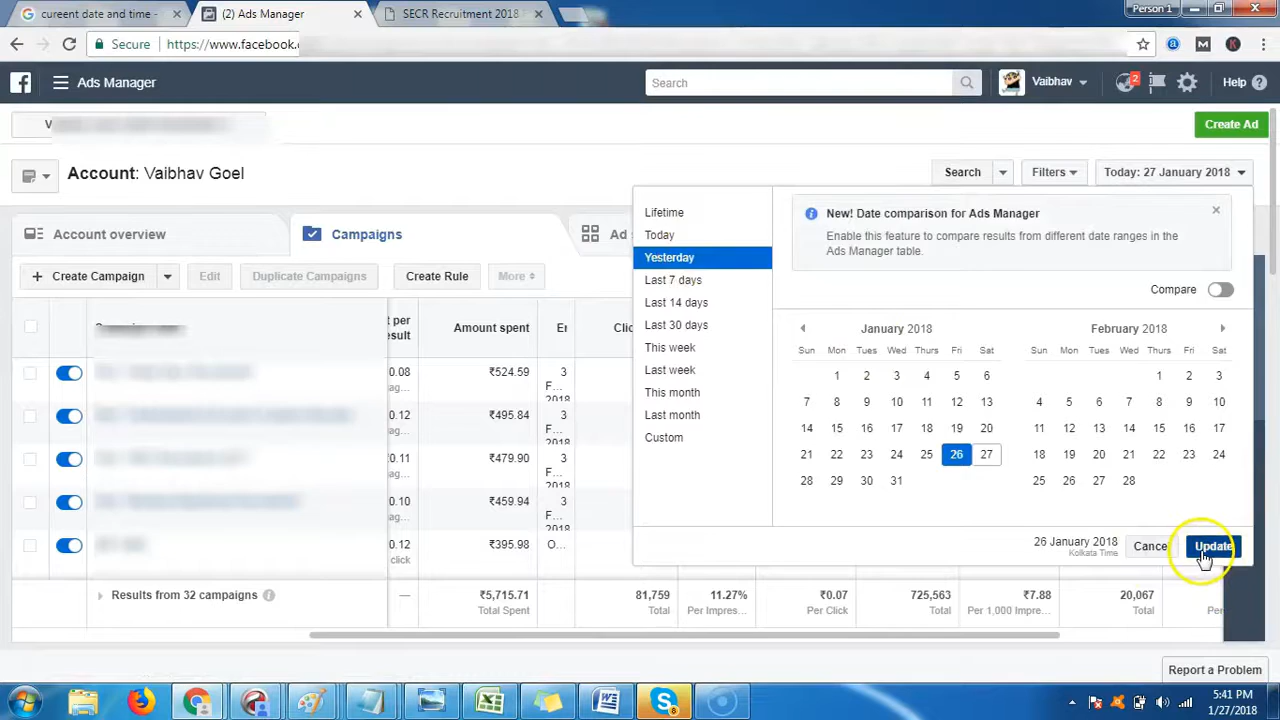 cureent date and time -
(2) Ads Manager
SECR Recruitment 2018
Person 1
Secure
https://www.facebook.
Ads Manager
Search
Vaibhav
2
Help
V
Create Ad
Account: Vaibhav Goel
Search
Filters
Today: 27 January 2018
Account overview
Campaigns
Ad s
+ Create Campaign
Edit
Duplicate Campaigns
Create Rule
More
Lifetime
Today
Yesterday
Last 7 days
Last 14 days
Last 30 days
This week
Last week
This month
Last month
Custom
New! Date comparison for Ads Manager
Enable this feature to compare results from different date ranges in the
Ads Manager table.
Compare
January 2018
Sun Mon Tues Wed Thurs Fri Sat
1 2 3 4 5 6
7 8 9 10 11 12 13
14 15 16 17 18 19 20
21 22 23 24 25 26 27
28 29 30 31
February 2018
Sun Mon Tues Wed Thurs Fri Sat
1 2 3
4 5 6 7 8 9 10
11 12 13 14 15 16 17
18 19 20 21 22 23 24
25 26 27 28
26 January 2018
Kolkata Time
Cancel
Update
t per
esult
Amount spent
Er
Clic
0.08
ag...
₹524.59
3
F...
2018
0.12
ag...
₹495.84
3
F...
2018
0.11
ag...
₹479.90
3
F...
2018
0.10
ag...
₹459.94
3
F...
2018
0.12
click
₹395.98
O...
Results from 32 campaigns
—
₹5,715.71
Total Spent
81,759
Total
11.27%
Per Impres...
₹0.07
Per Click
725,563
Total
₹7.88
Per 1,000 Impre...
20,067
Total
Per
Report a Problem
5:41 PM
1/27/2018